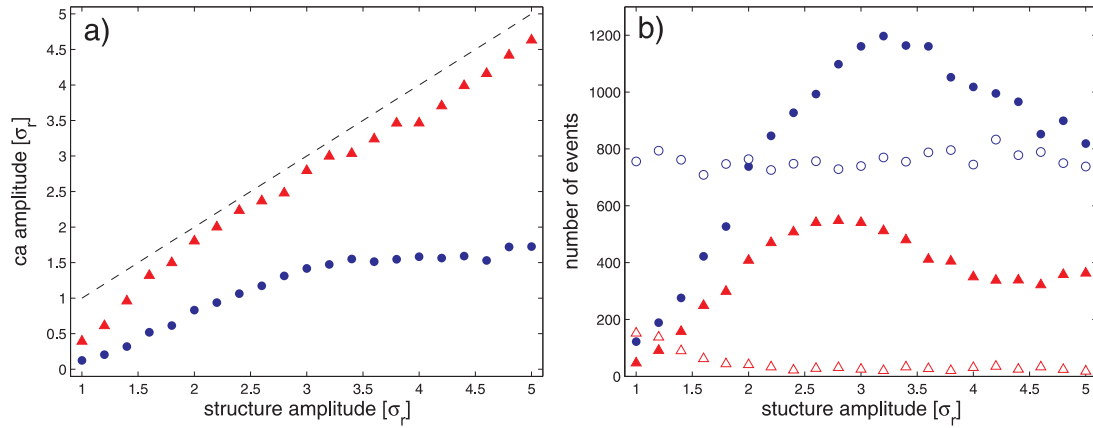 a)
5
4.5
4
3.5
3
2.5
2
1.5
1
0.5
0
ca amplitude [σr]
1 1.5 2 2.5 3 3.5 4 4.5 5
structure amplitude [σr]
b)
1200
1000
800
600
400
200
0
number of events
1 1.5 2 2.5 3 3.5 4 4.5 5
stucture amplitude [σr]